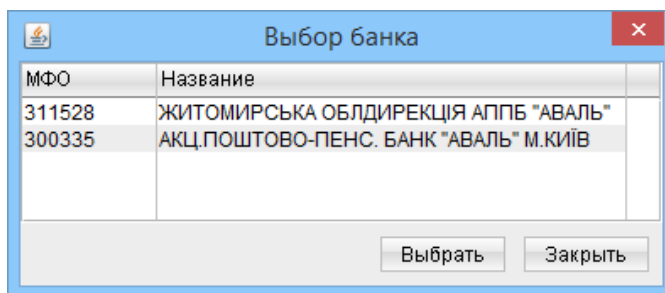 Выбор банка
МФО Название
311528 ЖИТОМИРСЬКА ОБЛДИРЕКЦІЯ АППБ "АВАЛЬ"
300335 АКЦ.ПОШТОВО-ПЕНС. БАНК "АВАЛЬ" М.КИЇВ
Выбрать Закрыть